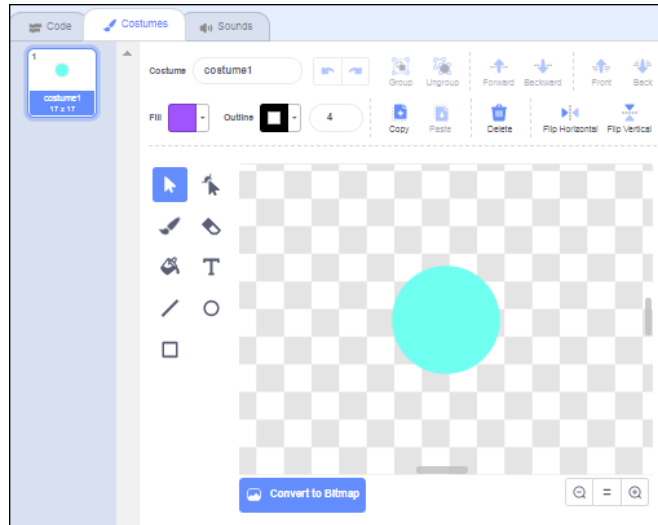 Code
Costumes
Sounds
1
costume1
17 x 17
Costume
costume1
Group
Ungroup
Forward
Backward
Front
Back
Fill
Outline
4
Copy
Paste
Delete
Flip Horizontal
Flip Vertical
T
Convert to Bitmap